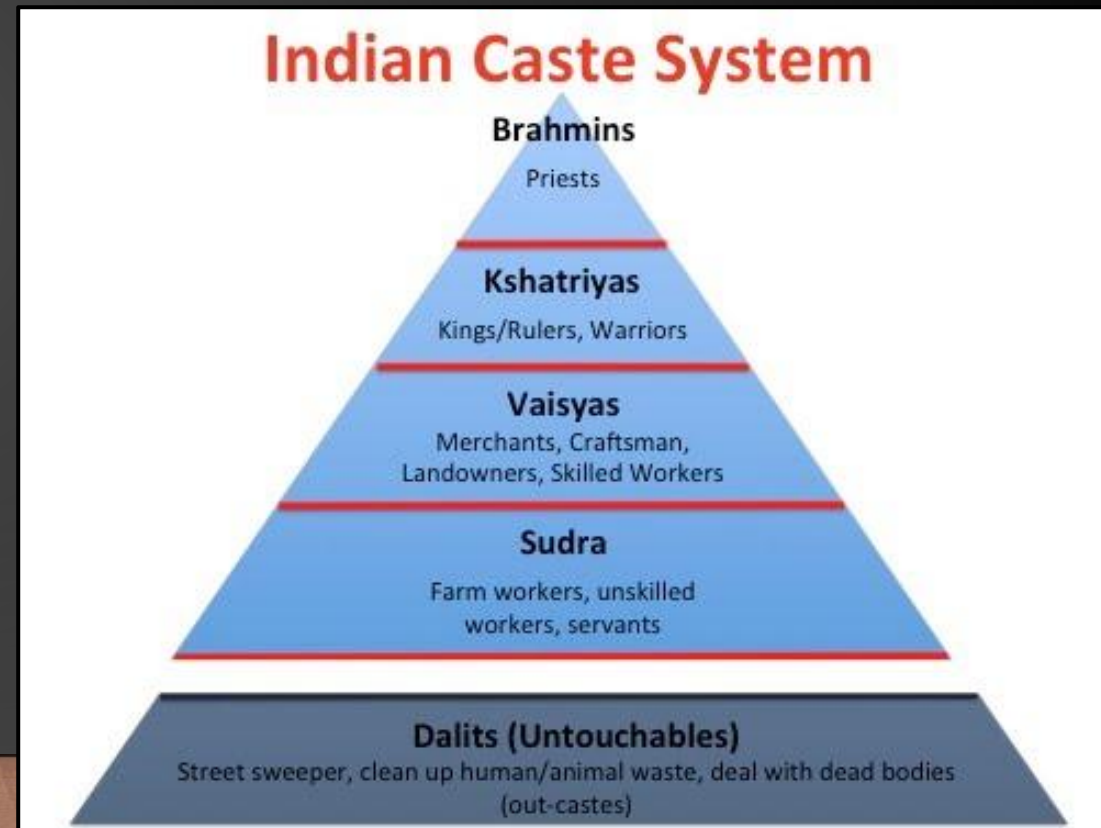 Indian Caste System
Brahmins
Priests
Kshatriyas
Kings/Rulers, Warriors
Vaisyas
Merchants, Craftsman,
Landowners, Skilled Workers
Sudra
Farm workers, unskilled
workers, servants
Dalits (Untouchables)
Street sweeper, clean up human/animal waste, deal with dead bodies
(out-castes)